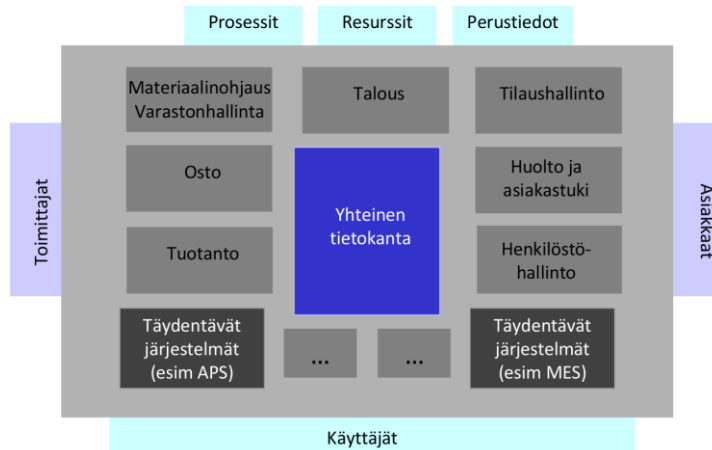 Prosessit
Resurssit
Perustiedot
Materiaalinohjaus
Varastonhallinta
Talous
Tilaushallinto
Toimittajat
Osto
Yhteinen
tietokanta
Huolto ja
asiakastuki
Asiakkaat
Tuotanto
Henkilöstö-
hallinto
Täydentävät
järjestelmät
(esim APS)
...
...
Täydentävät
järjestelmät
(esim MES)
Käyttäjät